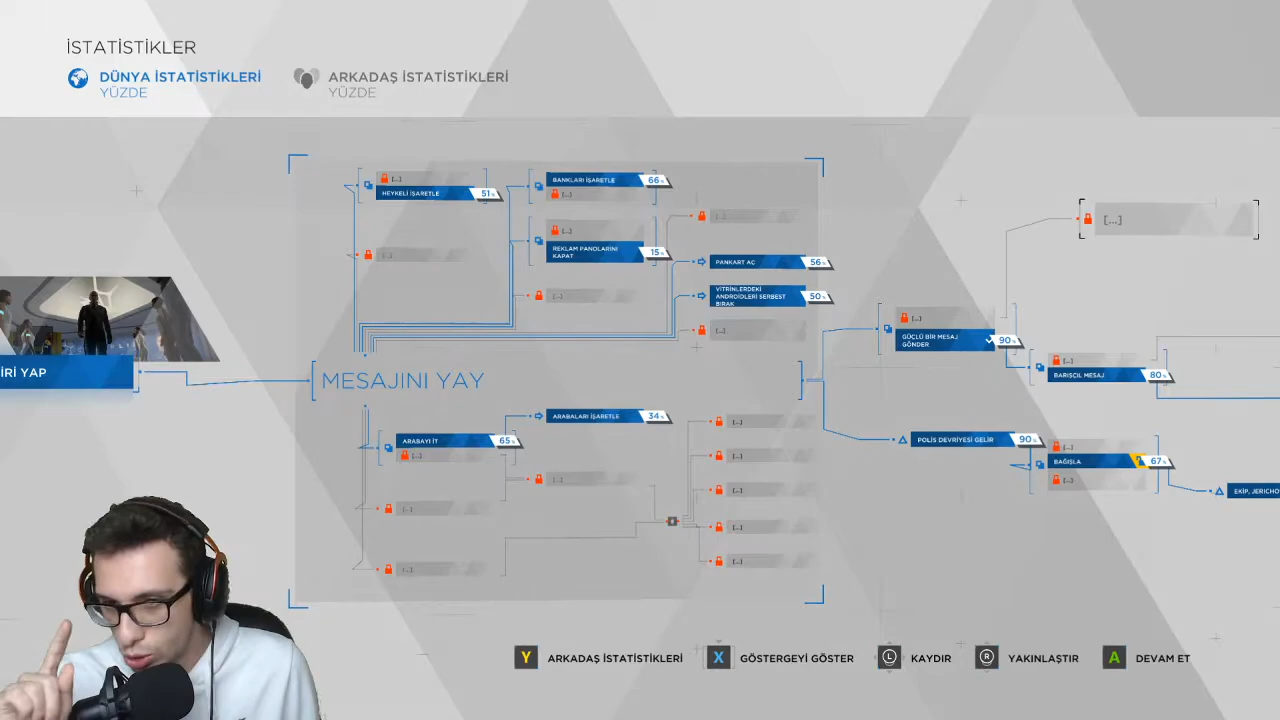 İSTATİSTİKLER
DÜNYA İSTATİSTİKLERİ
YÜZDE
ARKADAŞ İSTATİSTİKLERİ
YÜZDE
[...]
HEYKELİ İŞARETLE 51%
[...]
BANKLARI İŞARETLE 66%
[...]
[...]
REKLAM PANOLARINI
KAPAT
15%
[...]
[...]
PANKART AÇ 56%
VİTRİNLERDEKİ
ANDROİDLERİ SERBEST
BIRAK
50%
[...]
İRİ YAP
MESAJINI YAY
ARABAYI İT 65%
[...]
ARABALARI İŞARETLE 34%
[...]
[...]
[...]
[...]
[...]
[...]
[...]
[...]
[...]
[...]
GÜÇLÜ BİR MESAJ
GÖNDER
90%
[...]
BARIŞÇIL MESAJ 80%
POLİS DEVRİYESİ GELİR 90%
[...]
BAĞIŞLA 67%
[...]
EKİP, JERICHO
Y ARKADAŞ İSTATİSTİKLERİ
X GÖSTERGEYİ GÖSTER
L KAYDIR
R YAKINLAŞTIR
A DEVAM ET